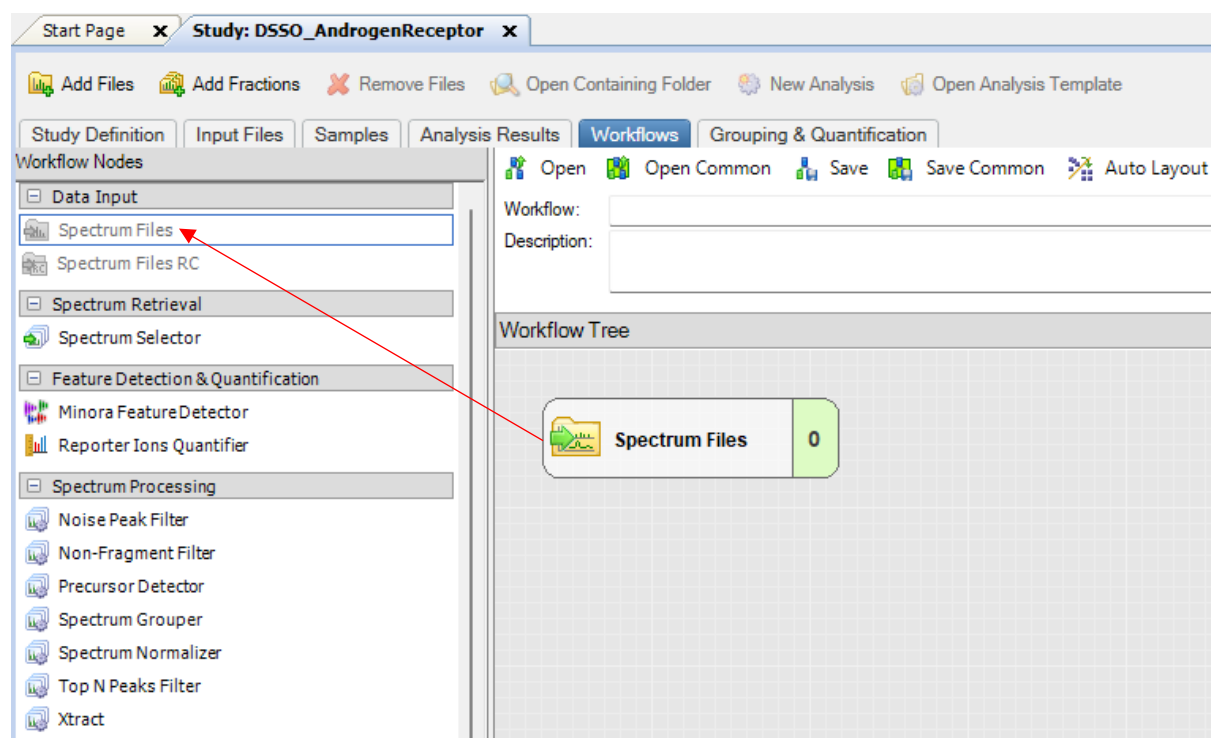 Start Page x Study: DSSO_AndrogenReceptor x
Add Files Add Fractions Remove Files Open Containing Folder New Analysis Open Analysis Template
Study Definition Input Files Samples Analysis Results Workflows Grouping & Quantification
Workflow Nodes
Data Input
Spectrum Files
Spectrum Files RC
Spectrum Retrieval
Spectrum Selector
Feature Detection & Quantification
Minora Feature Detector
Reporter Ions Quantifier
Spectrum Processing
Noise Peak Filter
Non-Fragment Filter
Precursor Detector
Spectrum Grouper
Spectrum Normalizer
Top N Peaks Filter
Xtract
Open Open Common Save Save Common Auto Layout
Workflow:
Description:
Workflow Tree
Spectrum Files 0